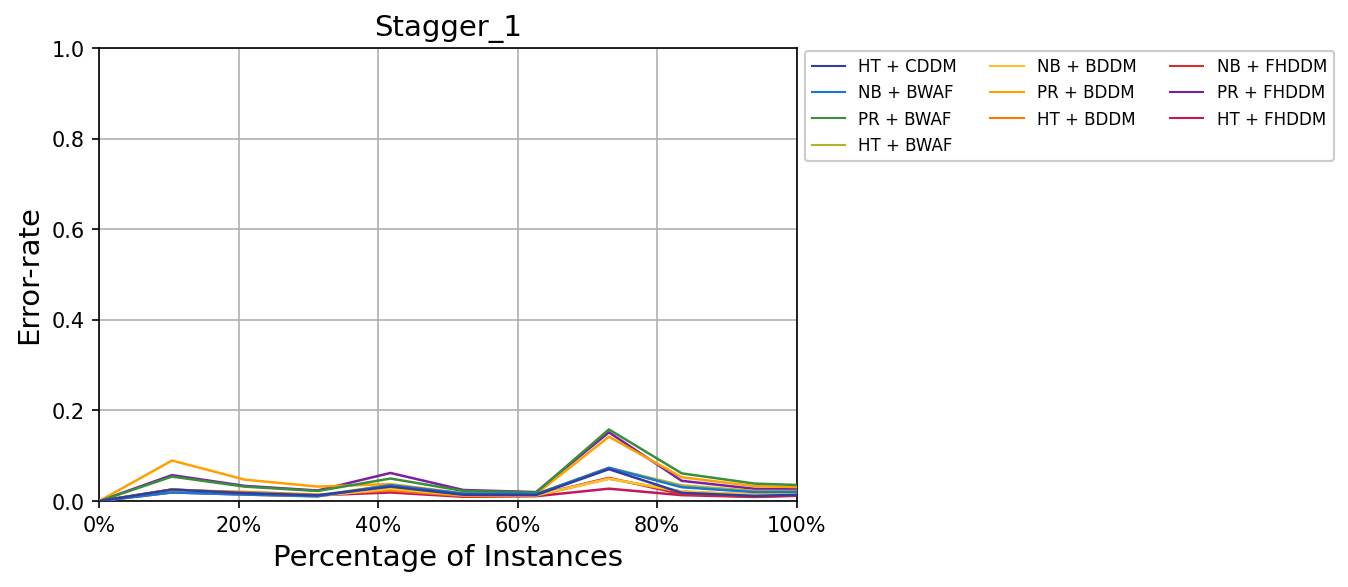 Stagger_1
1.0
0.8
0.6
0.4
0.2
0.0
Error-rate
0%
20%
40%
60%
80%
100%
Percentage of Instances
HT + CDDM
NB + BWAF
PR + BWAF
HT + BWAF
NB + BDDM
PR + BDDM
HT + BDDM
NB + FHDDM
PR + FHDDM
HT + FHDDM